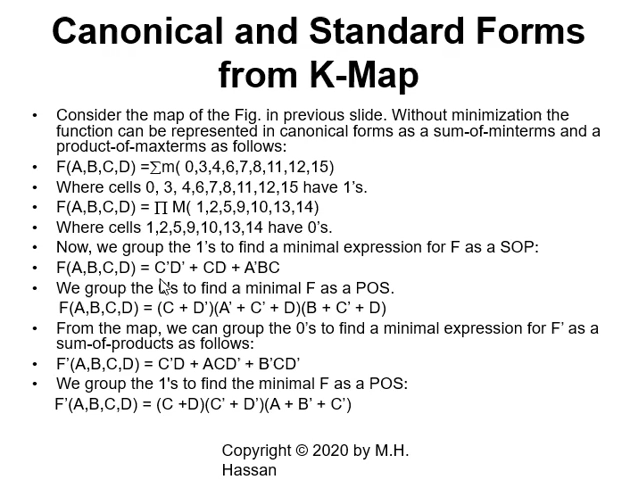 Canonical and Standard Forms
from K-Map
• Consider the map of the Fig. in previous slide. Without minimization the
function can be represented in canonical forms as a sum-of-minterms and a
product-of-maxterms as follows:
• F(A,B,C,D) =∑m( 0,3,4,6,7,8,11,12,15)
• Where cells 0, 3, 4,6,7,8,11,12,15 have 1's.
• F(A,B,C,D) = ∏ M( 1,2,5,9,10,13,14)
• Where cells 1,2,5,9,10,13,14 have 0's.
• Now, we group the 1's to find a minimal expression for F as a SOP:
• F(A,B,C,D) = C'D' + CD + A'BC
• We group the 0's to find a minimal F as a POS.
F(A,B,C,D) = (C + D')(A' + C' + D)(B + C' + D)
• From the map, we can group the 0's to find a minimal expression for F' as a
sum-of-products as follows:
• F'(A,B,C,D) = C'D + ACD' + B'CD'
• We group the 1's to find the minimal F as a POS:
F'(A,B,C,D) = (C +D)(C' + D')(A + B' + C')
Copyright © 2020 by M.H.
Hassan